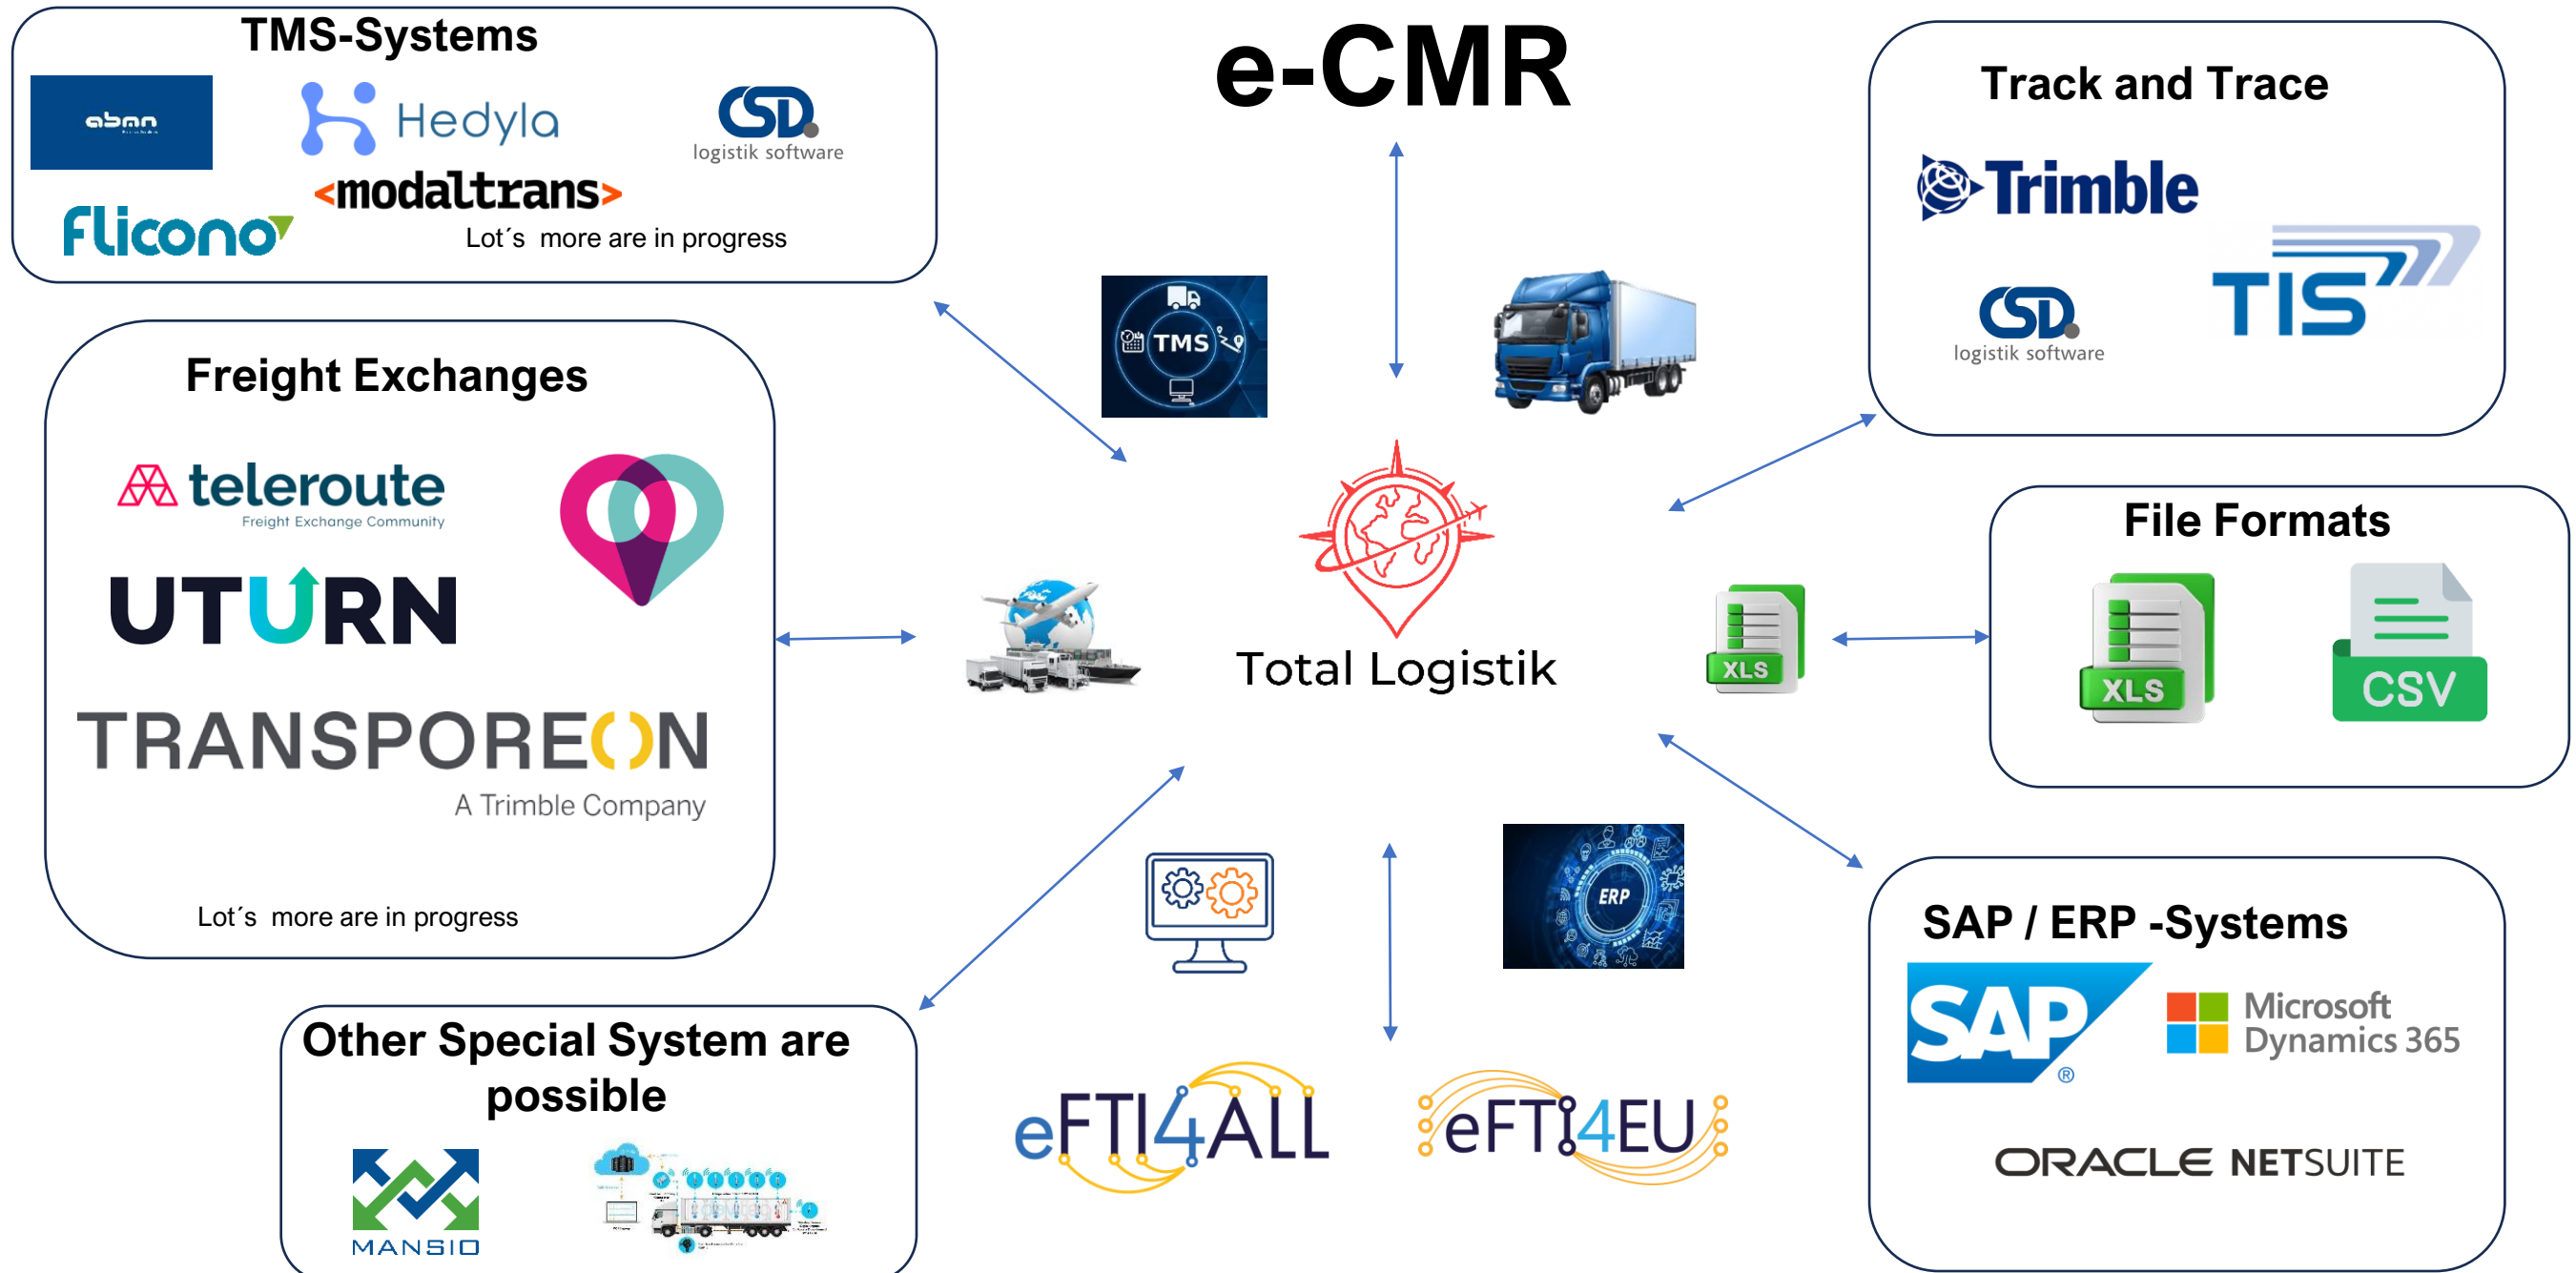 TMS-Systems
abmn
Hedyla
CSD.
logistik software
<modaltrans>
Flicono
Lot´s more are in progress
e-CMR
Track and Trace
Trimble
TIS
CSD.
logistik software
TMS
Freight Exchanges
teleroute
Freight Exchange Community
UTURN
TRANSPOREON
A Trimble Company
Lot´s more are in progress
Total Logistik
XLS
File Formats
XLS
CSV
ERP
SAP / ERP -Systems
SAP
®
Microsoft
Dynamics 365
ORACLE NETSUITE
Other Special System are
possible
MANSIO
eFTI4ALL
eFTI4EU